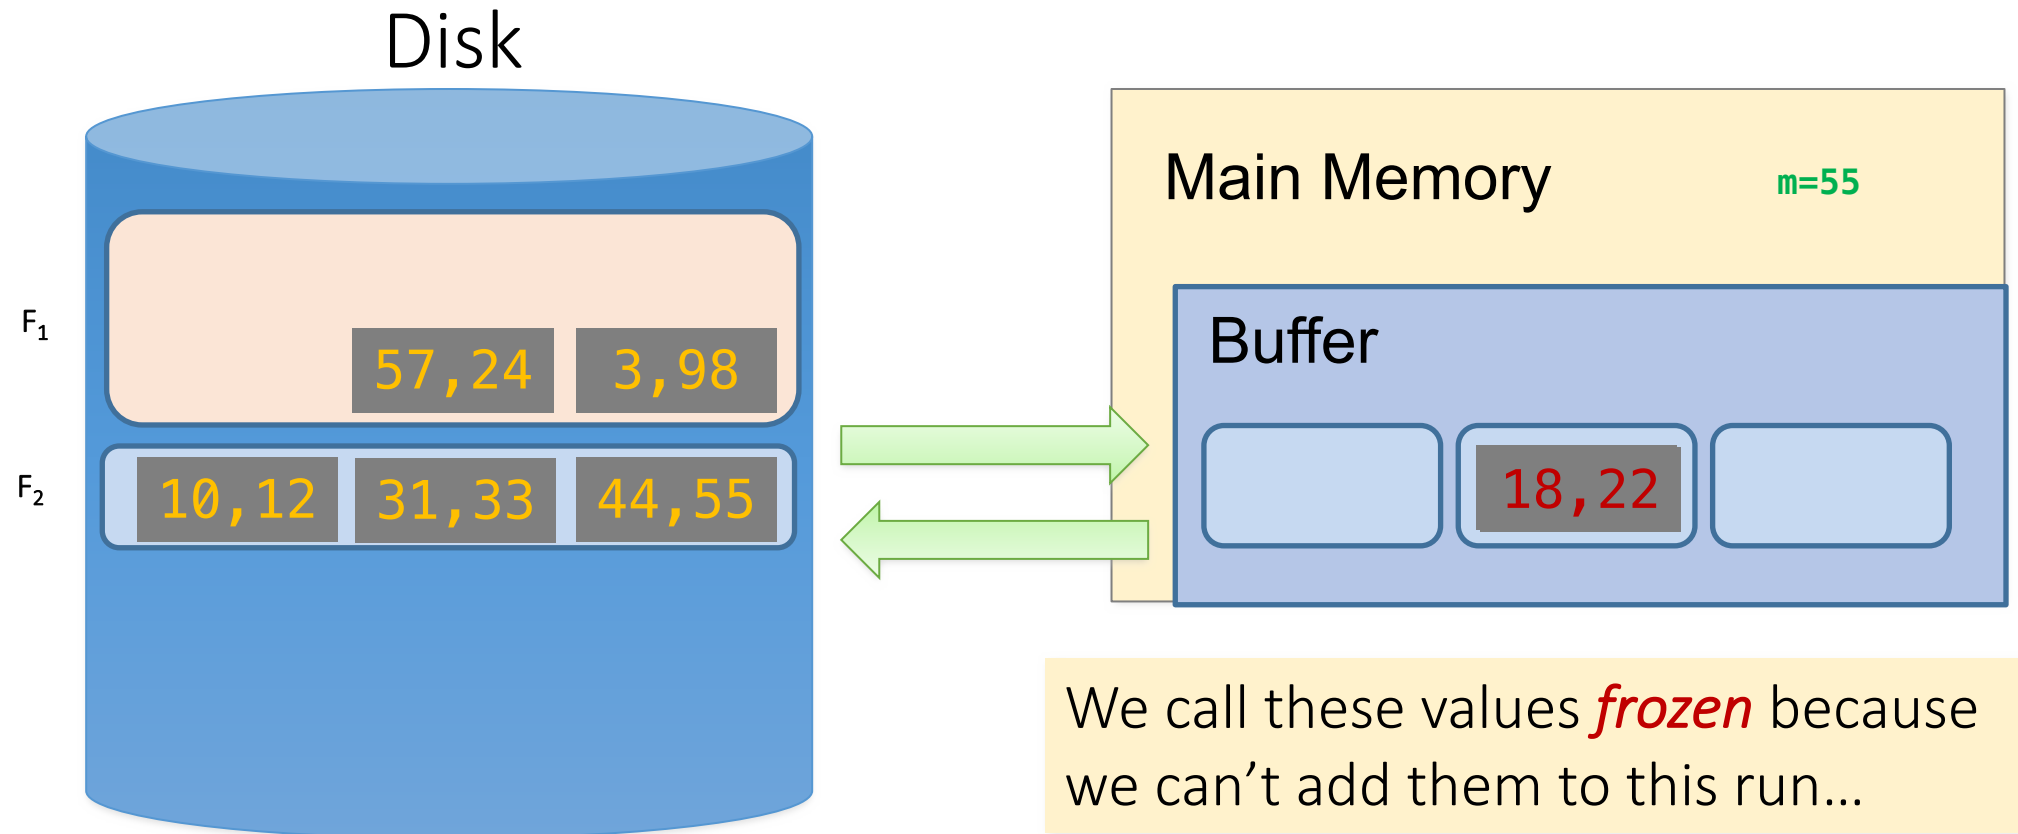 Disk
Main Memory
m=55
Buffer
F1
57,24
3,98
F2
10,12
31,33
44,55
18,22
We call these values frozen because
we can’t add them to this run…